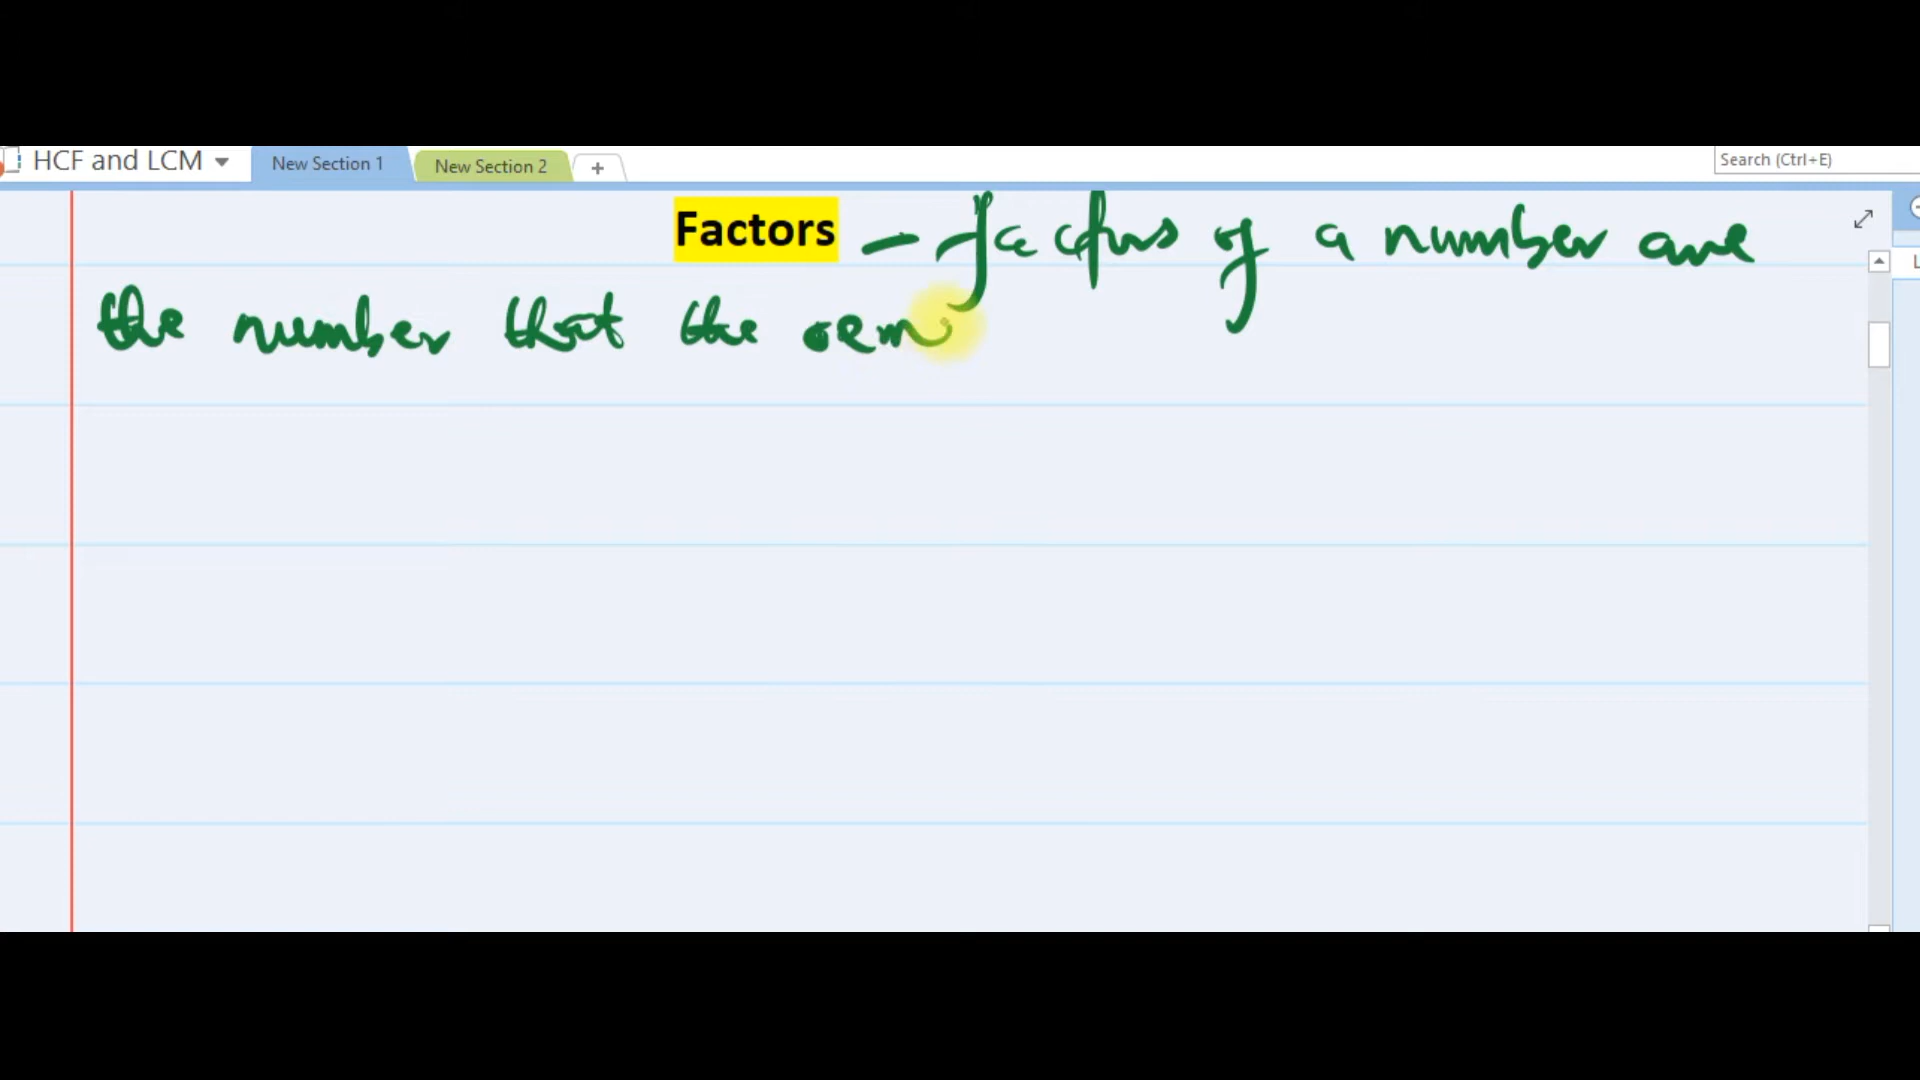 HCF and LCM New Section 1 New Section 2 + Search (Ctrl+E)
Factors - factors of a number are
the number that the